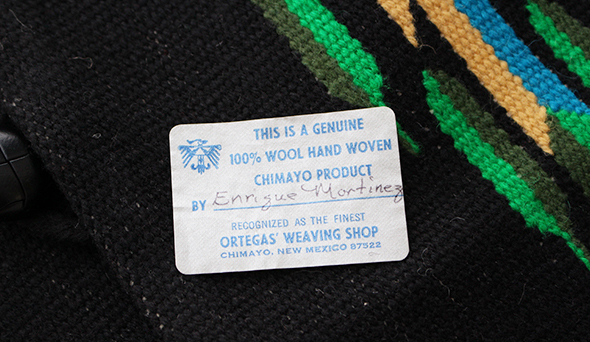 THIS IS A GENUINE
100% WOOL HAND WOVEN
CHIMAYO PRODUCT
BY Enrique Martinez
RECOGNIZED AS THE FINEST
ORTEGAS' WEAVING SHOP
CHIMAYO, NEW MEXICO 87522